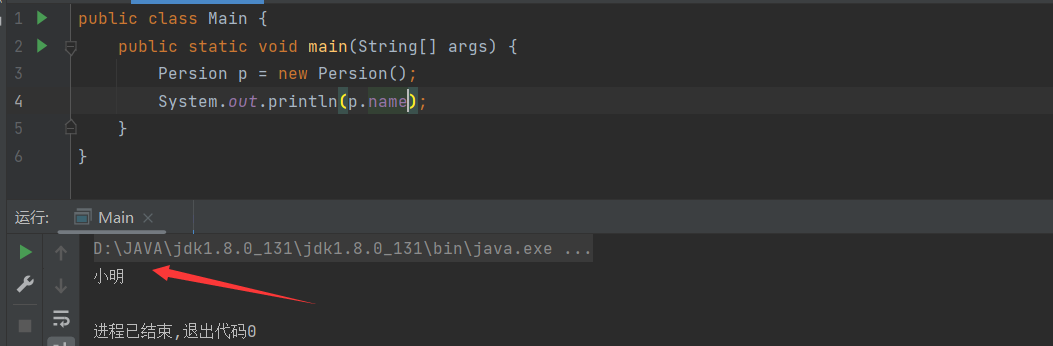 1 public class Main {
2 public static void main(String[] args) {
3 Persion p = new Persion();
4 System.out.println(p.name);
5 }
6 }
运行: Main ×
D:\JAVA\jdk1.8.0_131\jdk1.8.0_131\bin\java.exe ...
小明
进程已结束,退出代码0